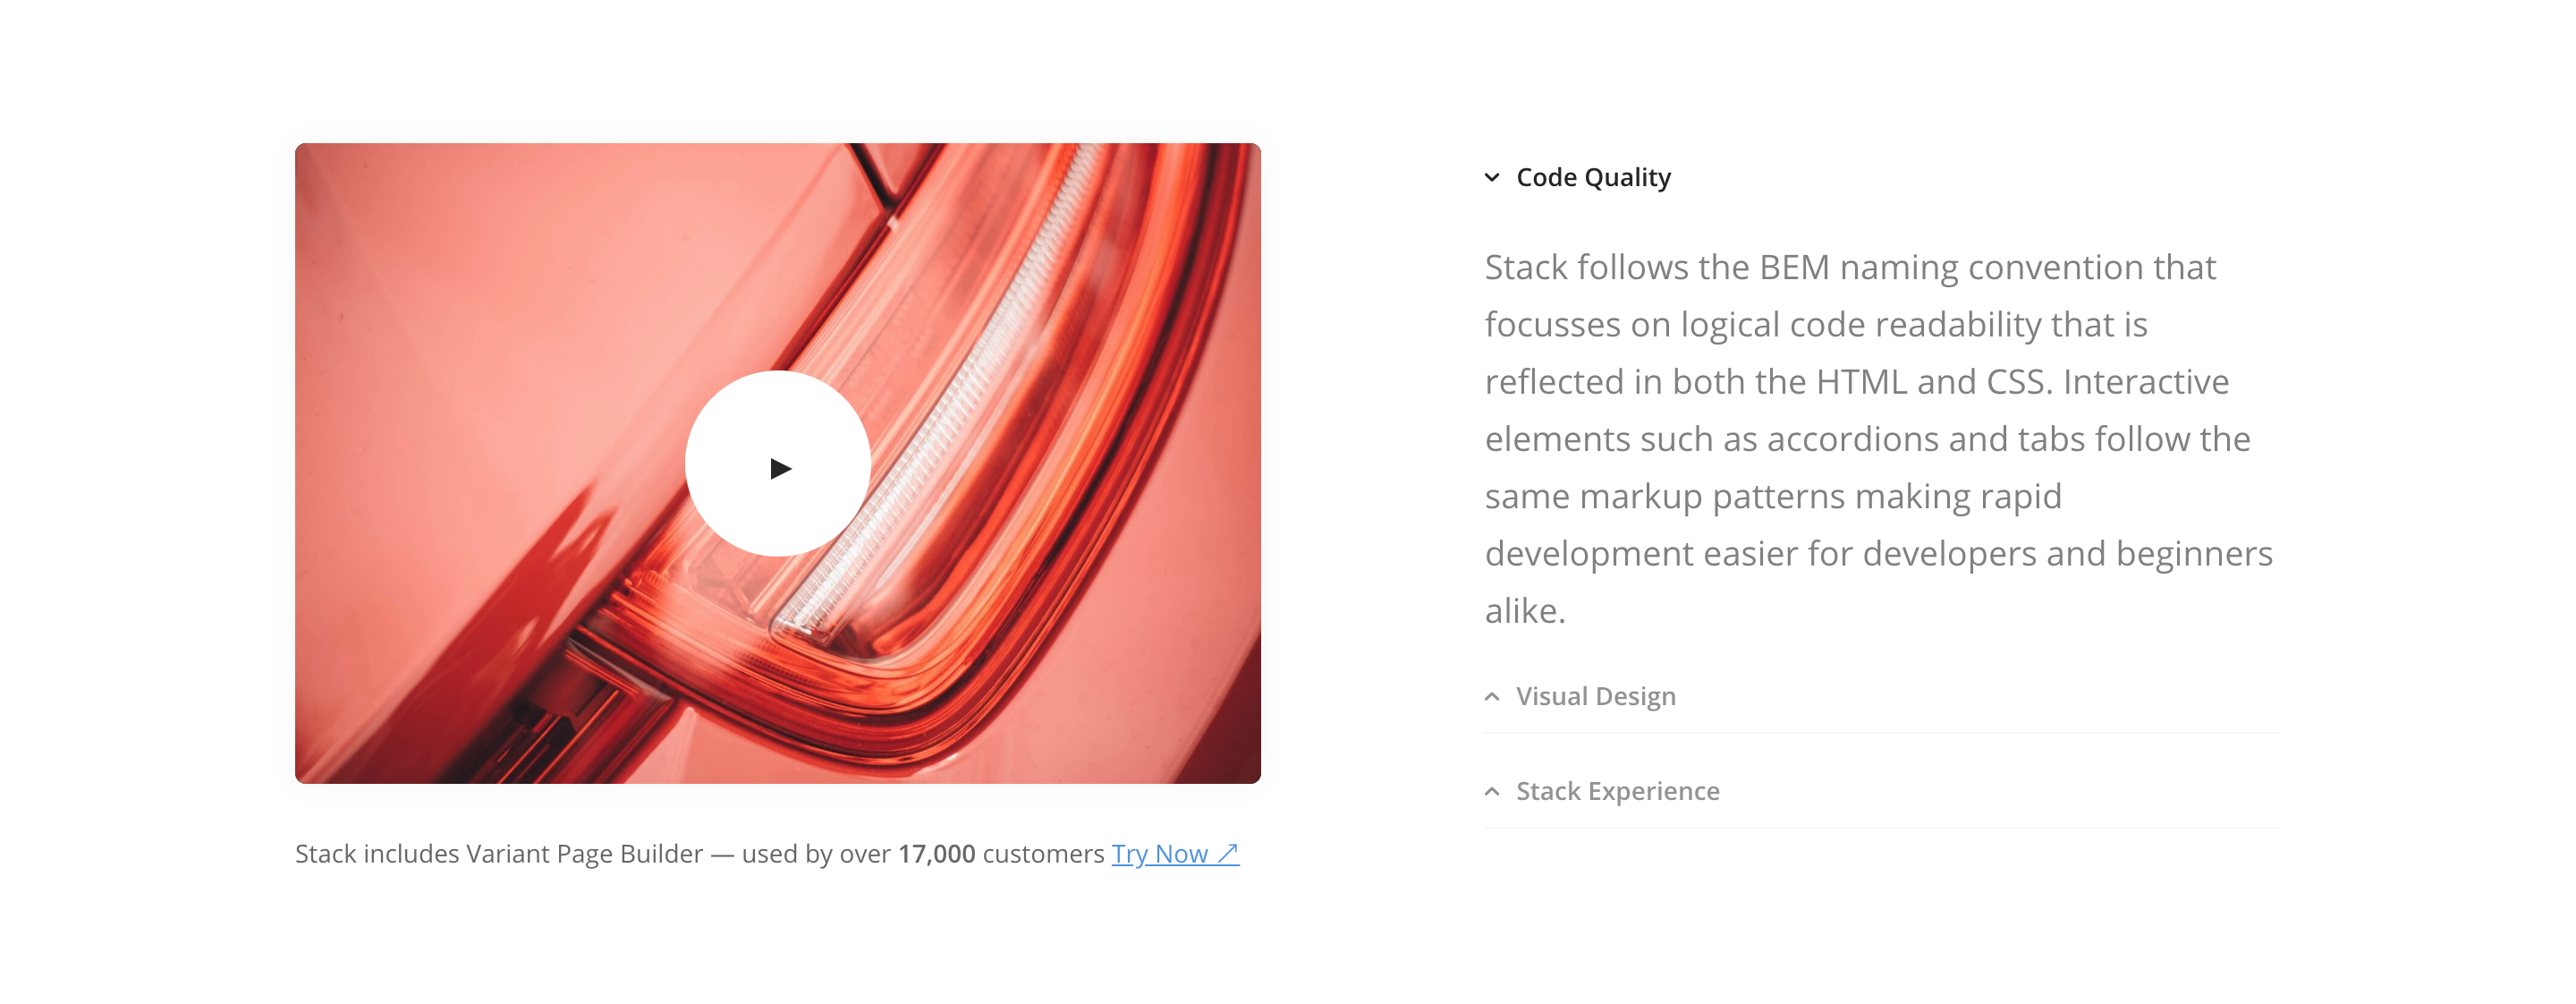 Stack includes Variant Page Builder — used by over 17,000 customers Try Now ↗
Code Quality
Stack follows the BEM naming convention that
focusses on logical code readability that is
reflected in both the HTML and CSS. Interactive
elements such as accordions and tabs follow the
same markup patterns making rapid
development easier for developers and beginners
alike.
Visual Design
Stack Experience